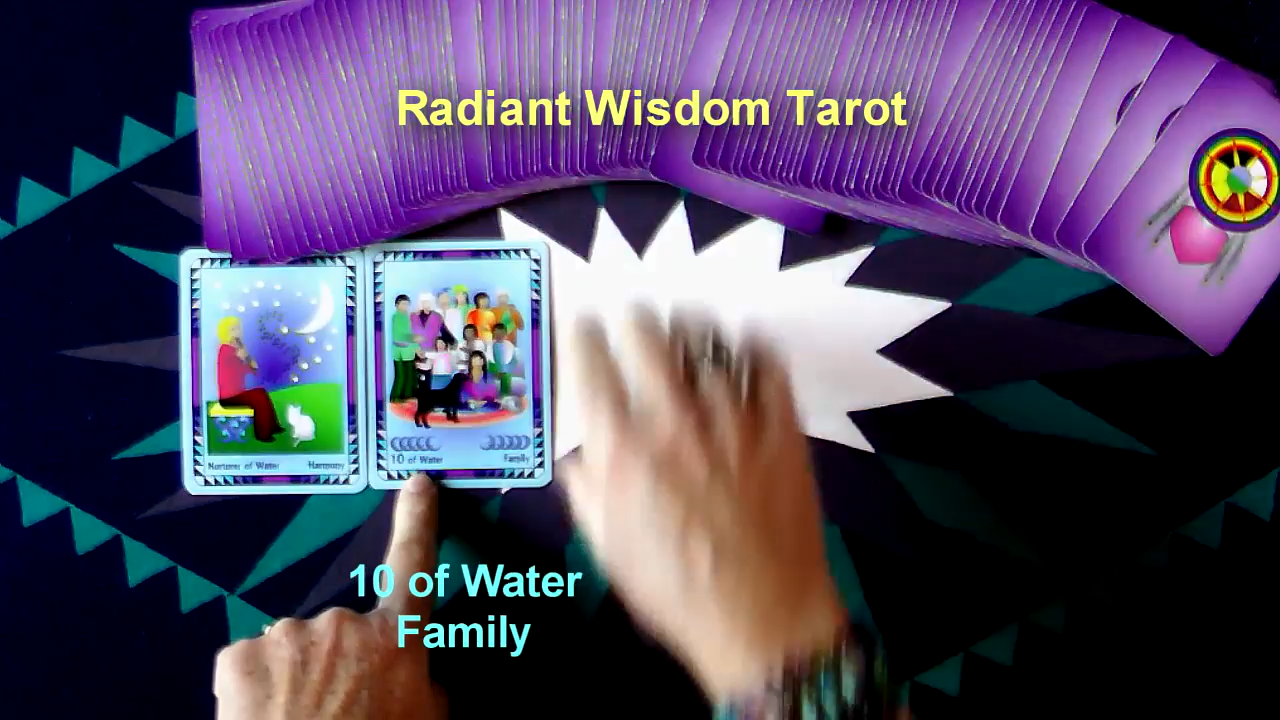 Radiant Wisdom Tarot
Nurturer of Water Harmony
10 of Water Family
10 of Water
Family